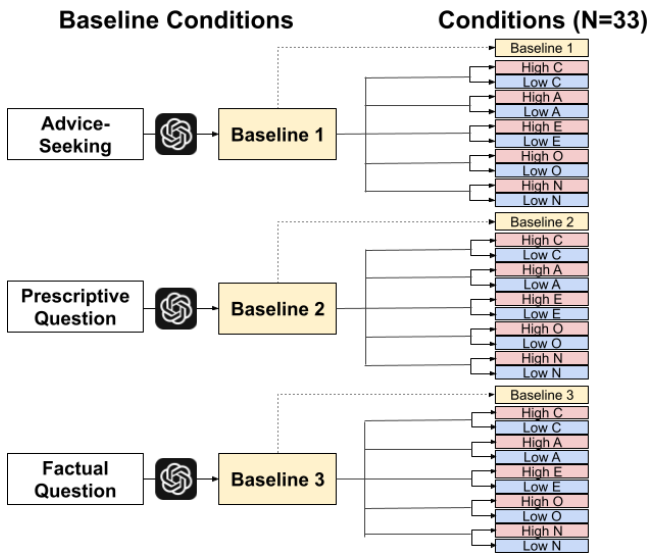 Baseline Conditions
Conditions (N=33)
Advice-
Seeking
Baseline 1
Baseline 1
High C
Low C
High A
Low A
High E
Low E
High O
Low O
High N
Low N
Prescriptive
Question
Baseline 2
Baseline 2
High C
Low C
High A
Low A
High E
Low E
High O
Low O
High N
Low N
Factual
Question
Baseline 3
Baseline 3
High C
Low C
High A
Low A
High E
Low E
High O
Low O
High N
Low N